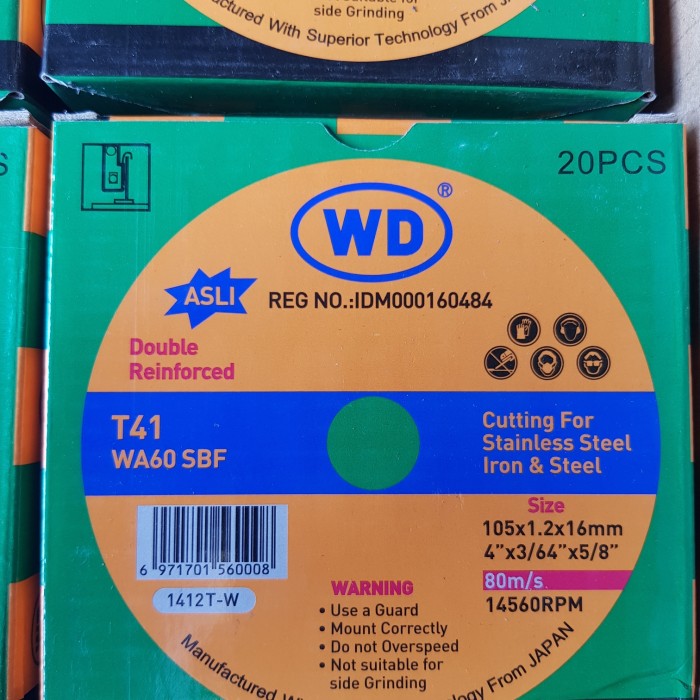 side Grinding
Manufactured With Superior Technology From
S
20PCS
WD®
ASLI
REG NO.:IDM000160484
Double
Reinforced
T41
WA60 SBF
Cutting For
Stainless Steel
Iron & Steel
Size
105x1.2x16mm
4”x3/64”x5/8”
80m/s
14560RPM
6 971701 560008
1412T-W
WARNING
• Use a Guard
• Mount Correctly
• Do not Overspeed
• Not suitable for
side Grinding
Manufactured From JAPAN